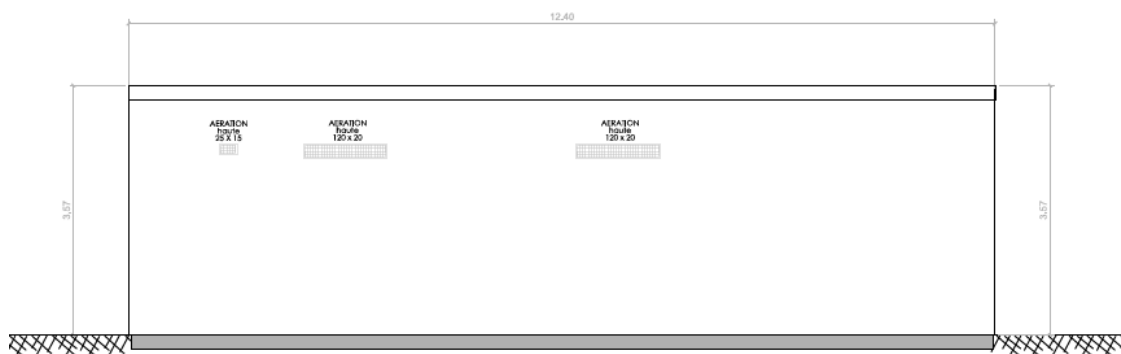 12.40
AERATION
haute
25 X 15
AERATION
haute
120 x 20
AERATION
haute
120 x 20
3,57
3.57